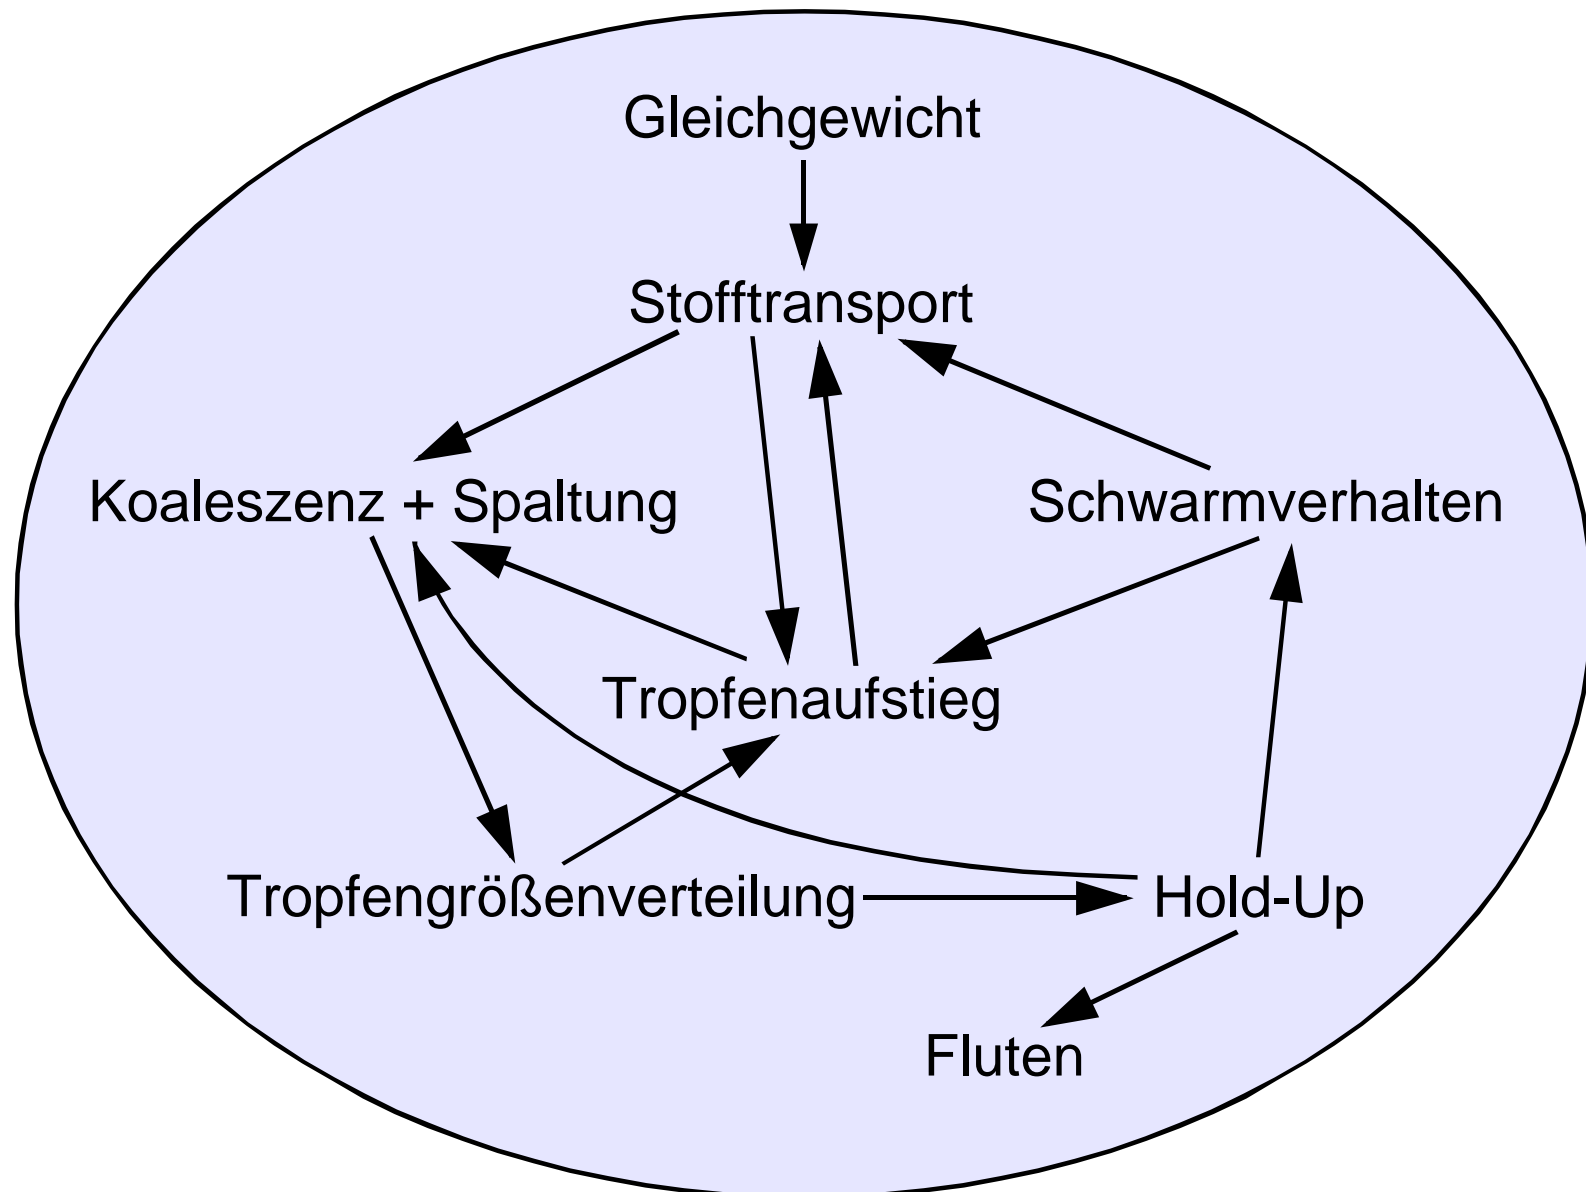 Gleichgewicht
Stofftransport
Koaleszenz + Spaltung
Schwarmverhalten
Tropfenaufstieg
Tropfengrößenverteilung
Hold-Up
Fluten